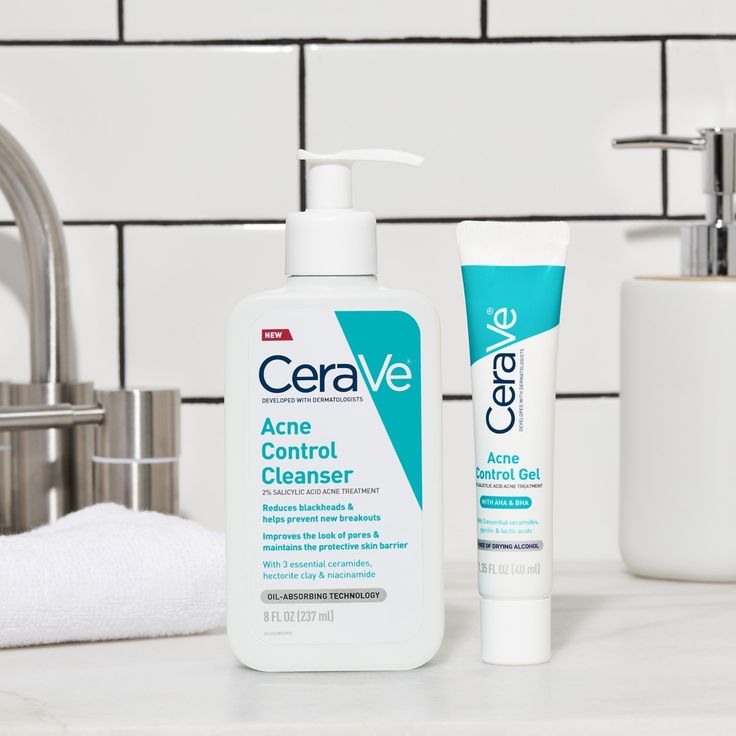 NEW
CeraVe®
DEVELOPED WITH DERMATOLOGISTS
Acne
Control
Cleanser
2% SALICYLIC ACID ACNE TREATMENT
Reduces blackheads &
helps prevent new breakouts
Improves the look of pores &
maintains the protective skin barrier
With 3 essential ceramides,
hectorite clay & niacinamide
OIL-ABSORBING TECHNOLOGY
8 FL OZ (237 ml)
CeraVe®
DEVELOPED WITH DERMATOLOGISTS
Acne
Control Gel
2% SALICYLIC ACID ACNE TREATMENT
WITH AHA & BHA
With 3 essential ceramides,
glycolic & lactic acids
FREE OF DRYING ALCOHOL
1.35 FL OZ (40 ml)